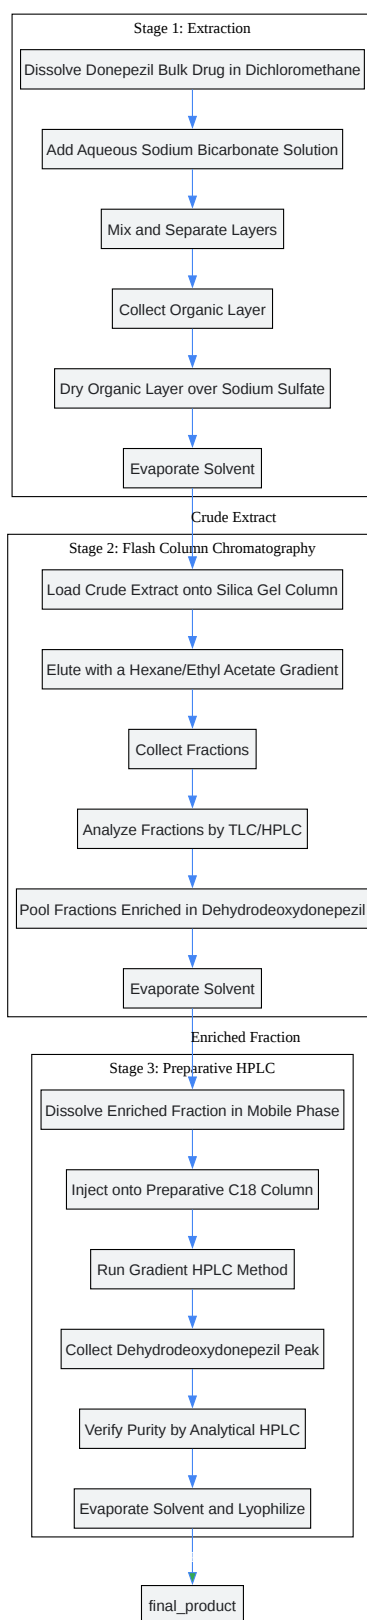 Stage 1: Extraction
Dissolve Donepezil Bulk Drug in Dichloromethane
Add Aqueous Sodium Bicarbonate Solution
Mix and Separate Layers
Collect Organic Layer
Dry Organic Layer over Sodium Sulfate
Evaporate Solvent
Crude Extract
Stage 2: Flash Column Chromatography
Load Crude Extract onto Silica Gel Column
Elute with a Hexane/Ethyl Acetate Gradient
Collect Fractions
Analyze Fractions by TLC/HPLC
Pool Fractions Enriched in Dehydrodeoxydonepezil
Evaporate Solvent
Enriched Fraction
Stage 3: Preparative HPLC
Dissolve Enriched Fraction in Mobile Phase
Inject onto Preparative C18 Column
Run Gradient HPLC Method
Collect Dehydrodeoxydonepezil Peak
Verify Purity by Analytical HPLC
Evaporate Solvent and Lyophilize
final_product